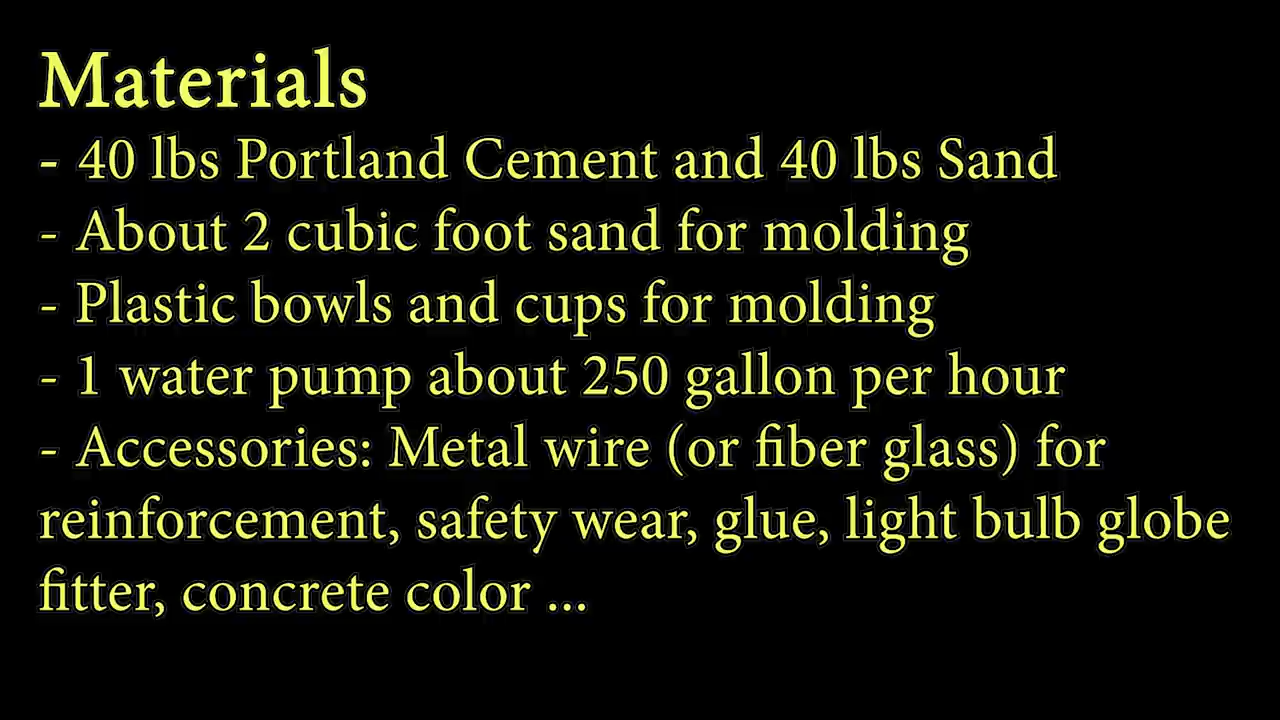 Materials
- 40 lbs Portland Cement and 40 lbs Sand
- About 2 cubic foot sand for molding
- Plastic bowls and cups for molding
- 1 water pump about 250 gallon per hour
- Accessories: Metal wire (or fiber glass) for
reinforcement, safety wear, glue, light bulb globe
fitter, concrete color ...